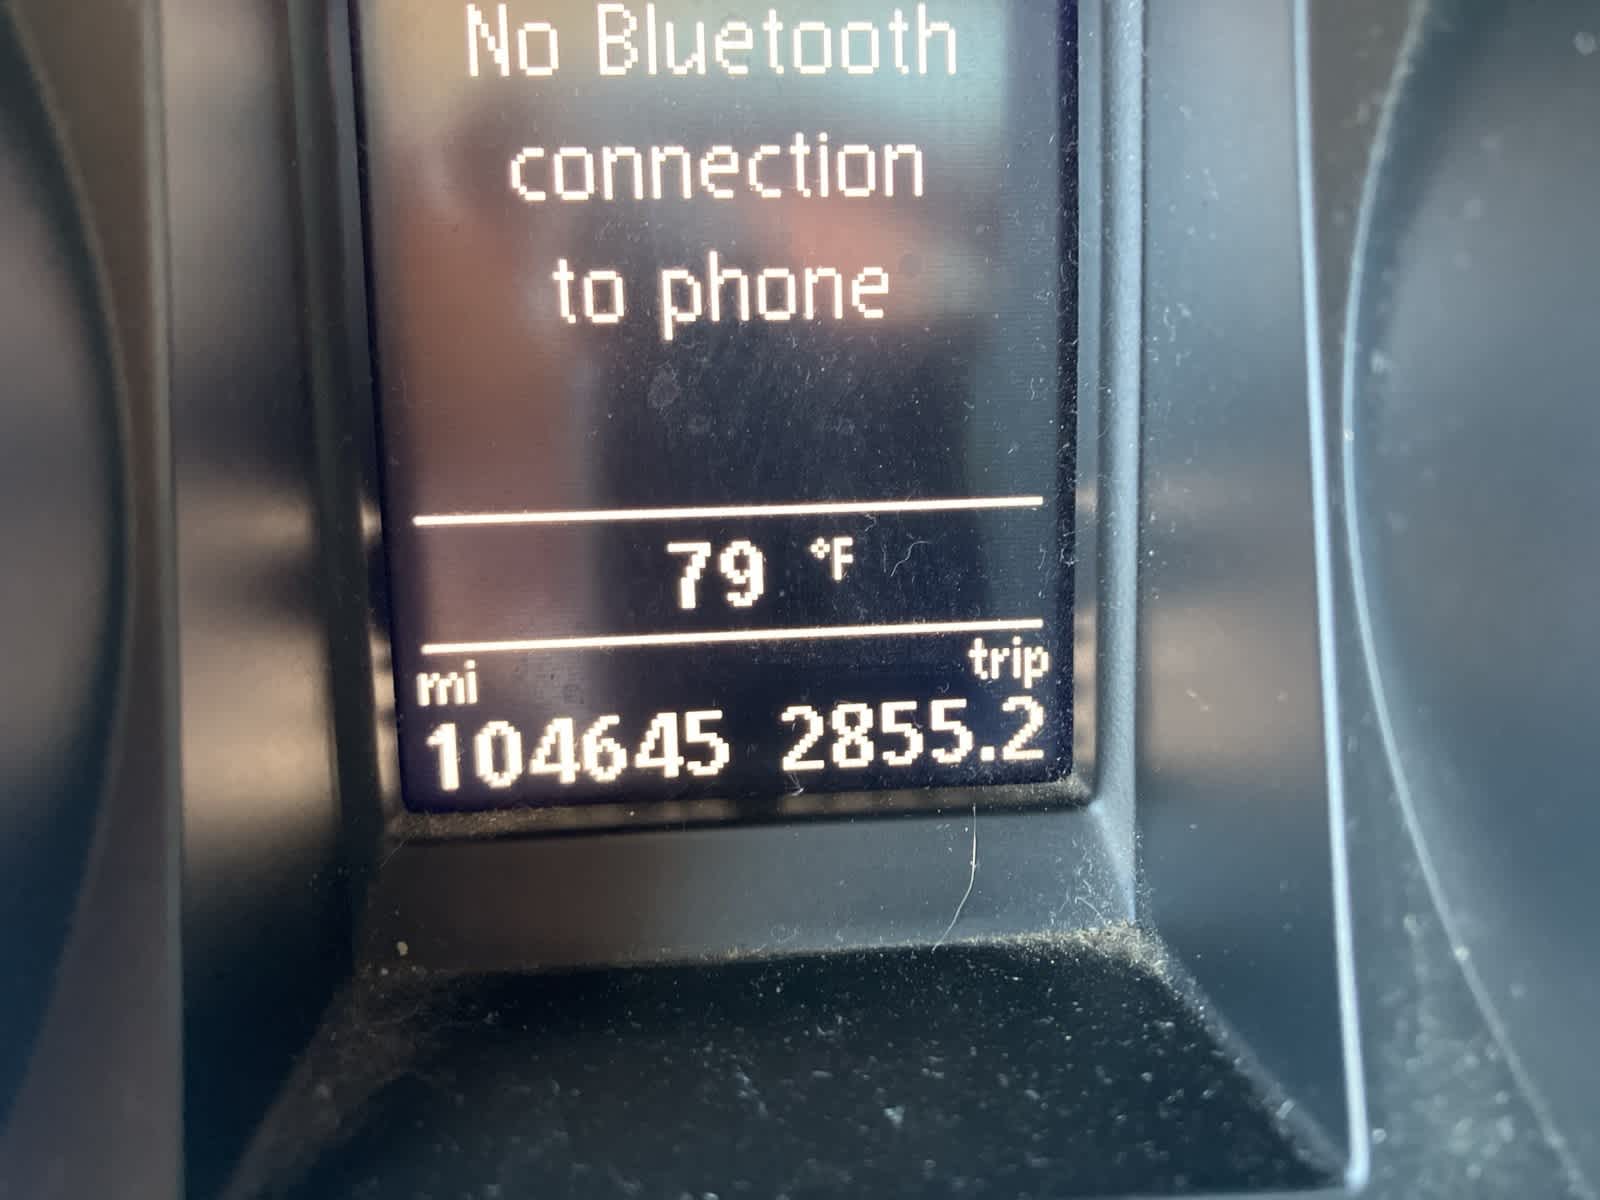 No Bluetooth
connection
to phone
79 °F
mi trip
104645 2855.2